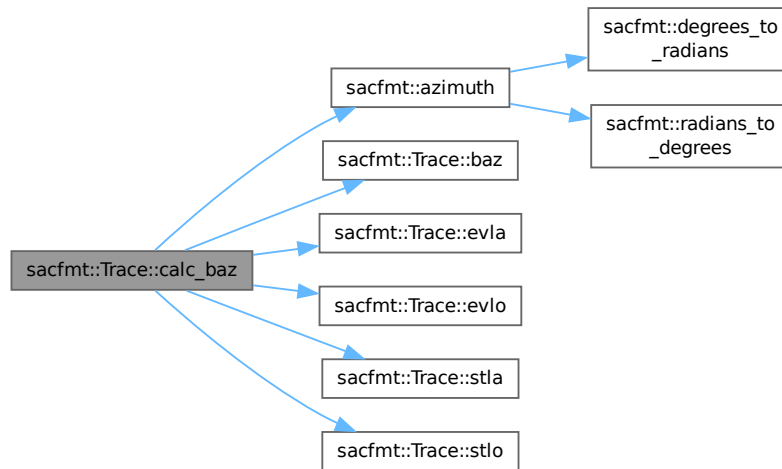 sacfmt::Trace::calc_baz
sacfmt::azimuth
sacfmt::degrees_to
_radians
sacfmt::radians_to
_degrees
sacfmt::Trace::baz
sacfmt::Trace::evla
sacfmt::Trace::evlo
sacfmt::Trace::stla
sacfmt::Trace::stlo